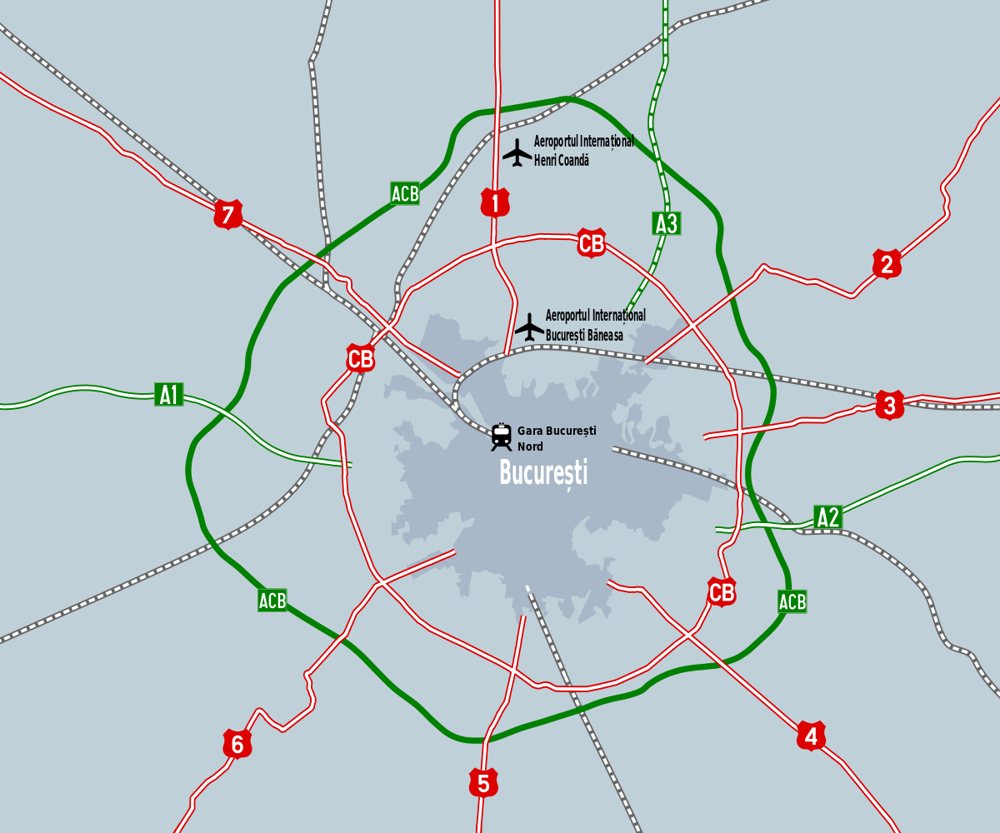 Aeroportul Internațional
Henri Coandă
ACB
1
7
A3
CB
2
Aeroportul Internațional
București Băneasa
CB
A1
3
Gara București
Nord
București
A2
CB
ACB
ACB
4
6
5